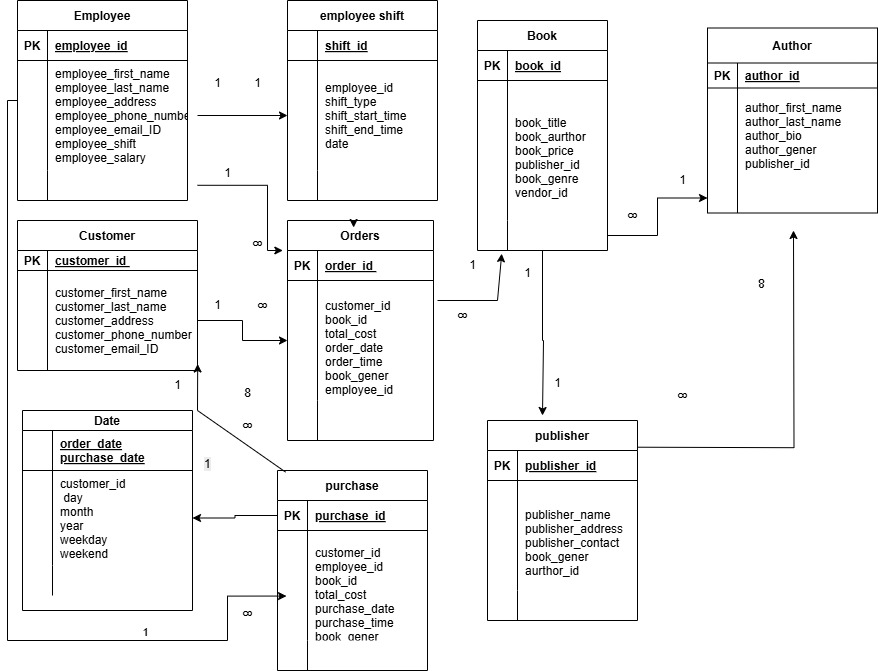 Employee
PK employee_id
employee_first_name
employee_last_name
employee_address
employee_phone_numbe
employee_email_ID
employee_shift
employee_salary
employee shift
PK shift_id
employee_id
shift_type
shift_start_time
shift_end_time
date
1 1
1
∞
Book
PK book_id
book_title
book_aurthor
book_price
publisher_id
book_genre
vendor_id
Author
PK author_id
author_first_name
author_last_name
author_bio
author_gener
publisher_id
1
∞
Customer
PK customer_id
customer_first_name
customer_last_name
customer_address
customer_phone_number
customer_email_ID
1 ∞
Orders
PK order_id
customer_id
book_id
total_cost
order_date
order_time
book_gener
employee_id
1
∞
1
1
8
∞
Date
order_date
purchase_date
customer_id
day
month
year
weekday
weekend
1
8
∞
1
purchase
PK purchase_id
customer_id
employee_id
book_id
total_cost
purchase_date
purchase_time
book_gener
1
∞
publisher
PK publisher_id
publisher_name
publisher_address
publisher_contact
book_gener
aurthor_id